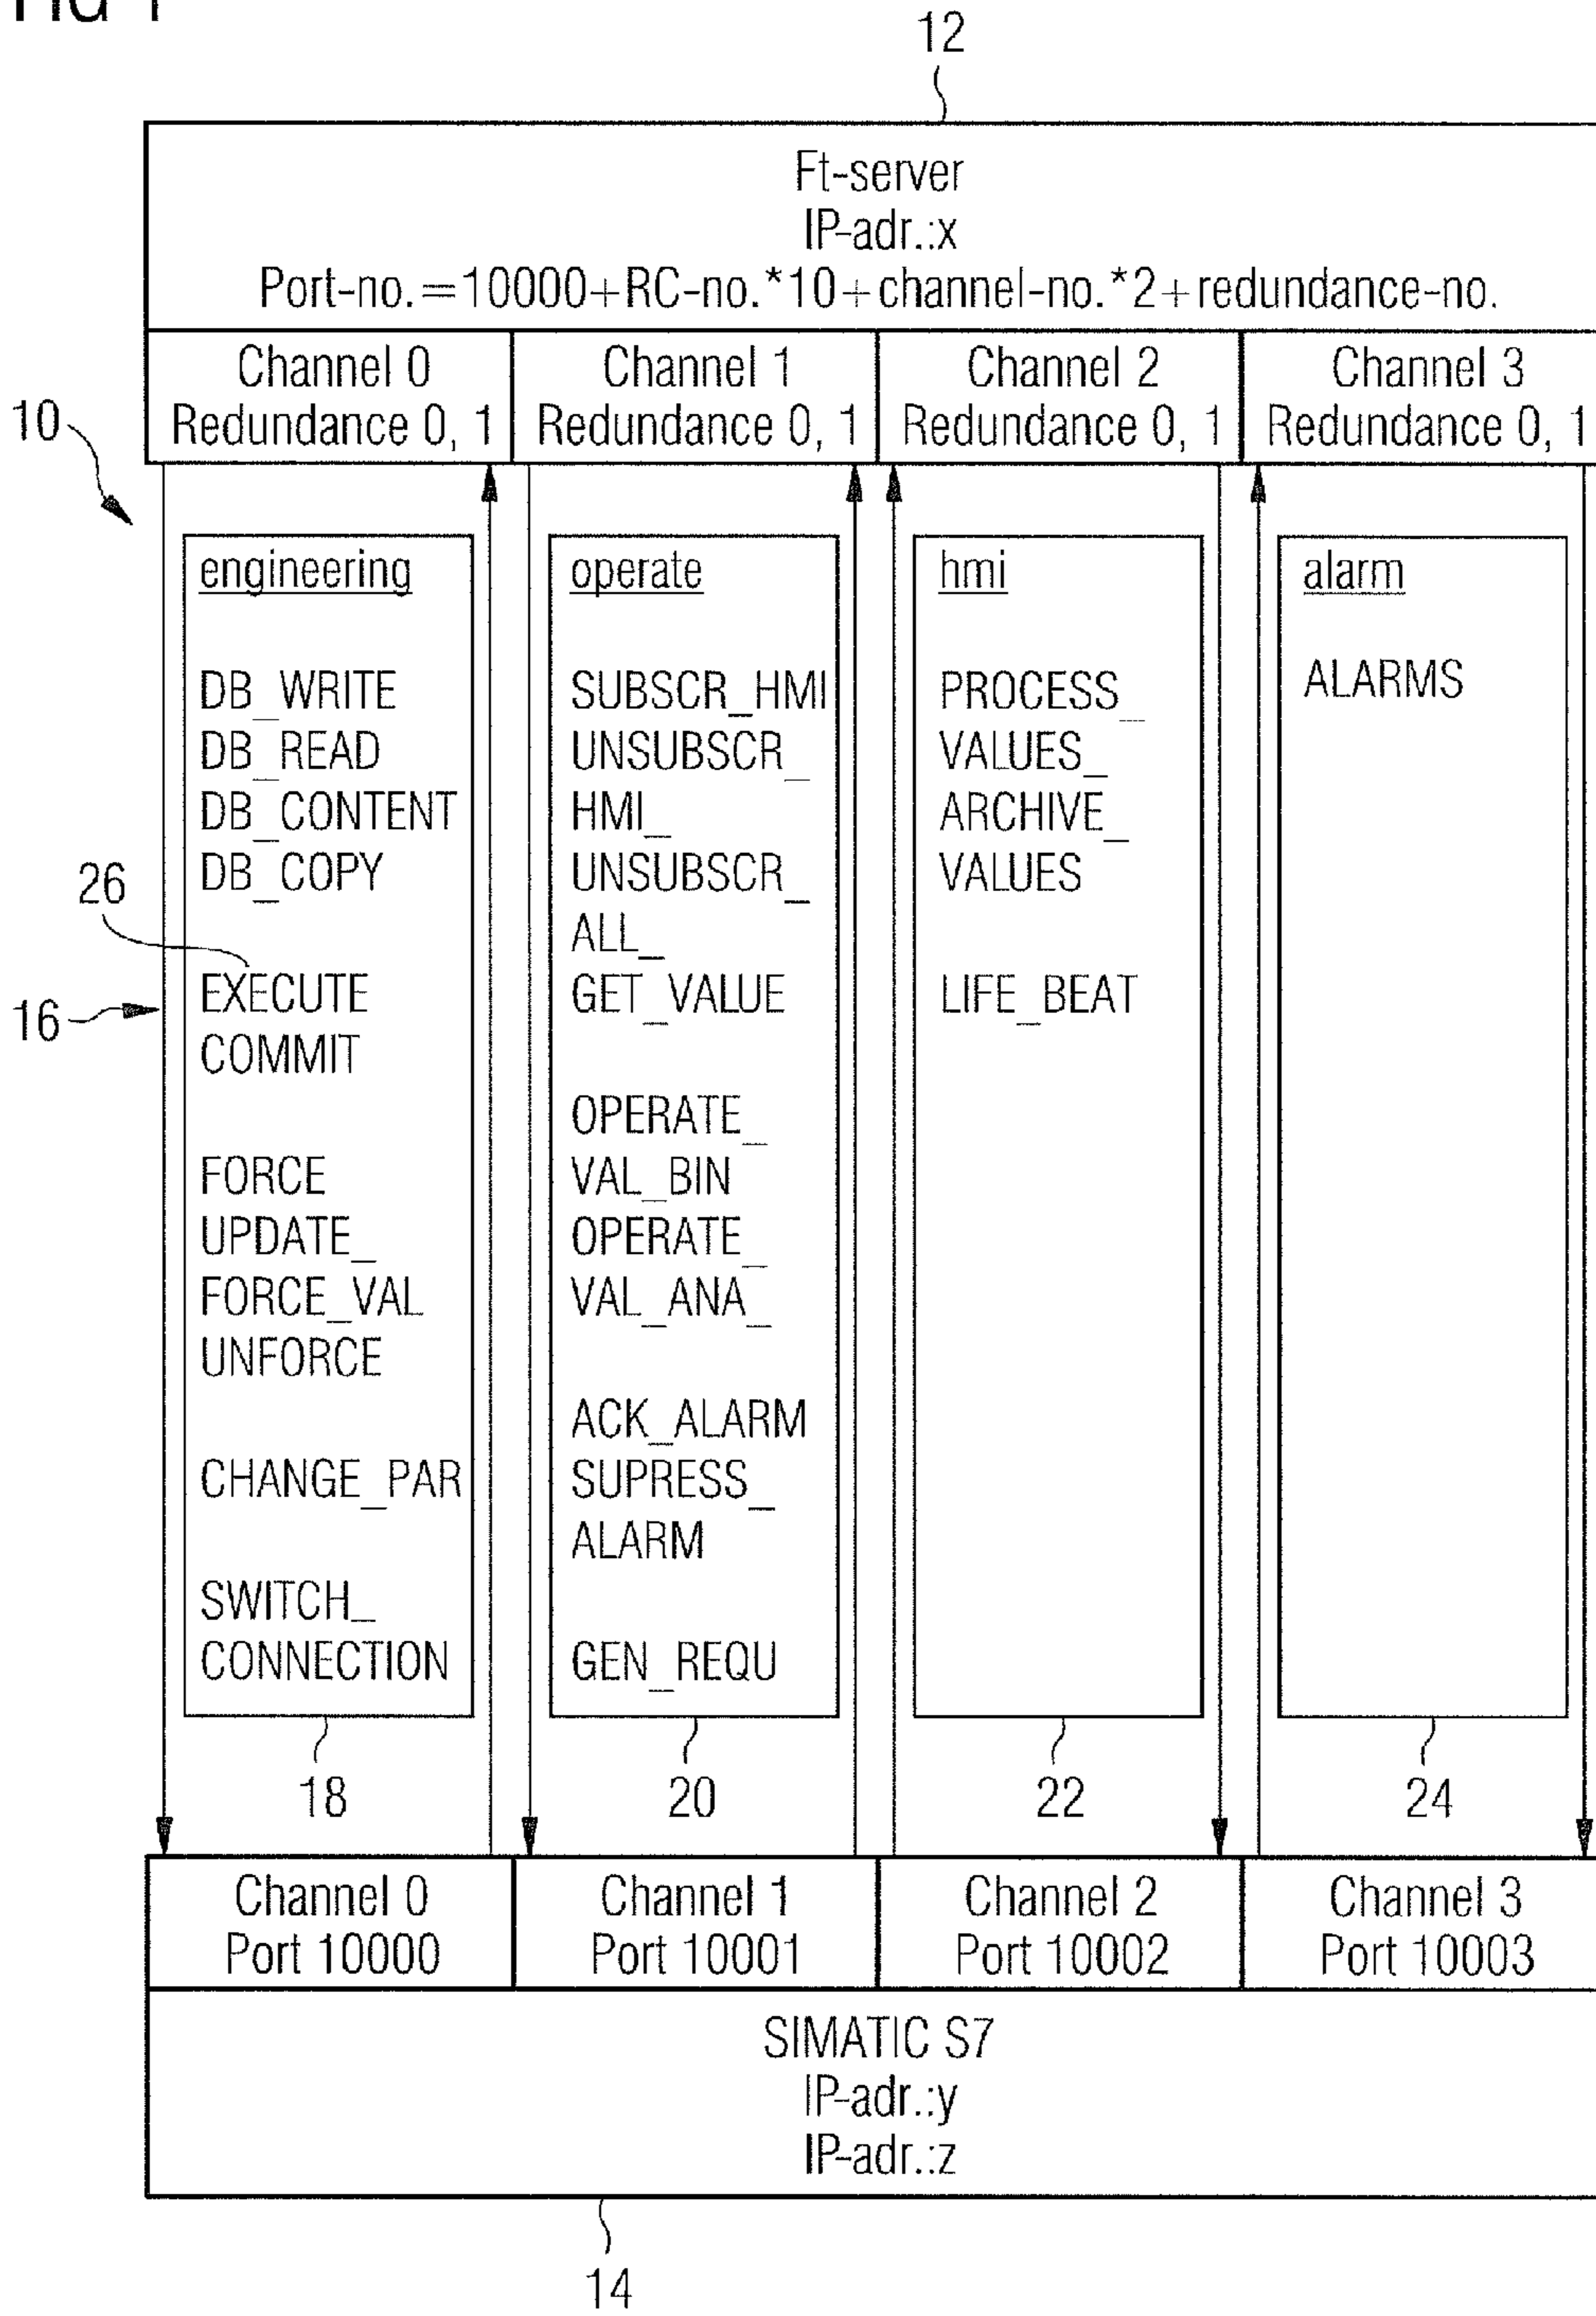 12
Ft-server
IP-adr.:x
Port-no.=10000+RC-no.*10+channel-no.*2+redundance-no.
Channel 0
Redundance 0, 1
Channel 1
Redundance 0, 1
Channel 2
Redundance 0, 1
Channel 3
Redundance 0, 1
10
engineering
DB_WRITE
DB_READ
DB_CONTENT
DB_COPY
26
EXECUTE
16
COMMIT
FORCE
UPDATE_
FORCE_VAL
UNFORCE
CHANGE_PAR
SWITCH_
CONNECTION
18
operate
SUBSCR_HMI
UNSUBSCR_
HMI_
UNSUBSCR_
ALL_
GET_VALUE
OPERATE_
VAL_BIN
OPERATE_
VAL_ANA_
ACK_ALARM
SUPRESS_
ALARM
GEN_REQU
20
hmi
PROCESS_
VALUES_
ARCHIVE_
VALUES
LIFE_BEAT
22
alarm
ALARMS
24
Channel 0
Port 10000
Channel 1
Port 10001
Channel 2
Port 10002
Channel 3
Port 10003
SIMATIC S7
IP-adr.:y
IP-adr.:z
14